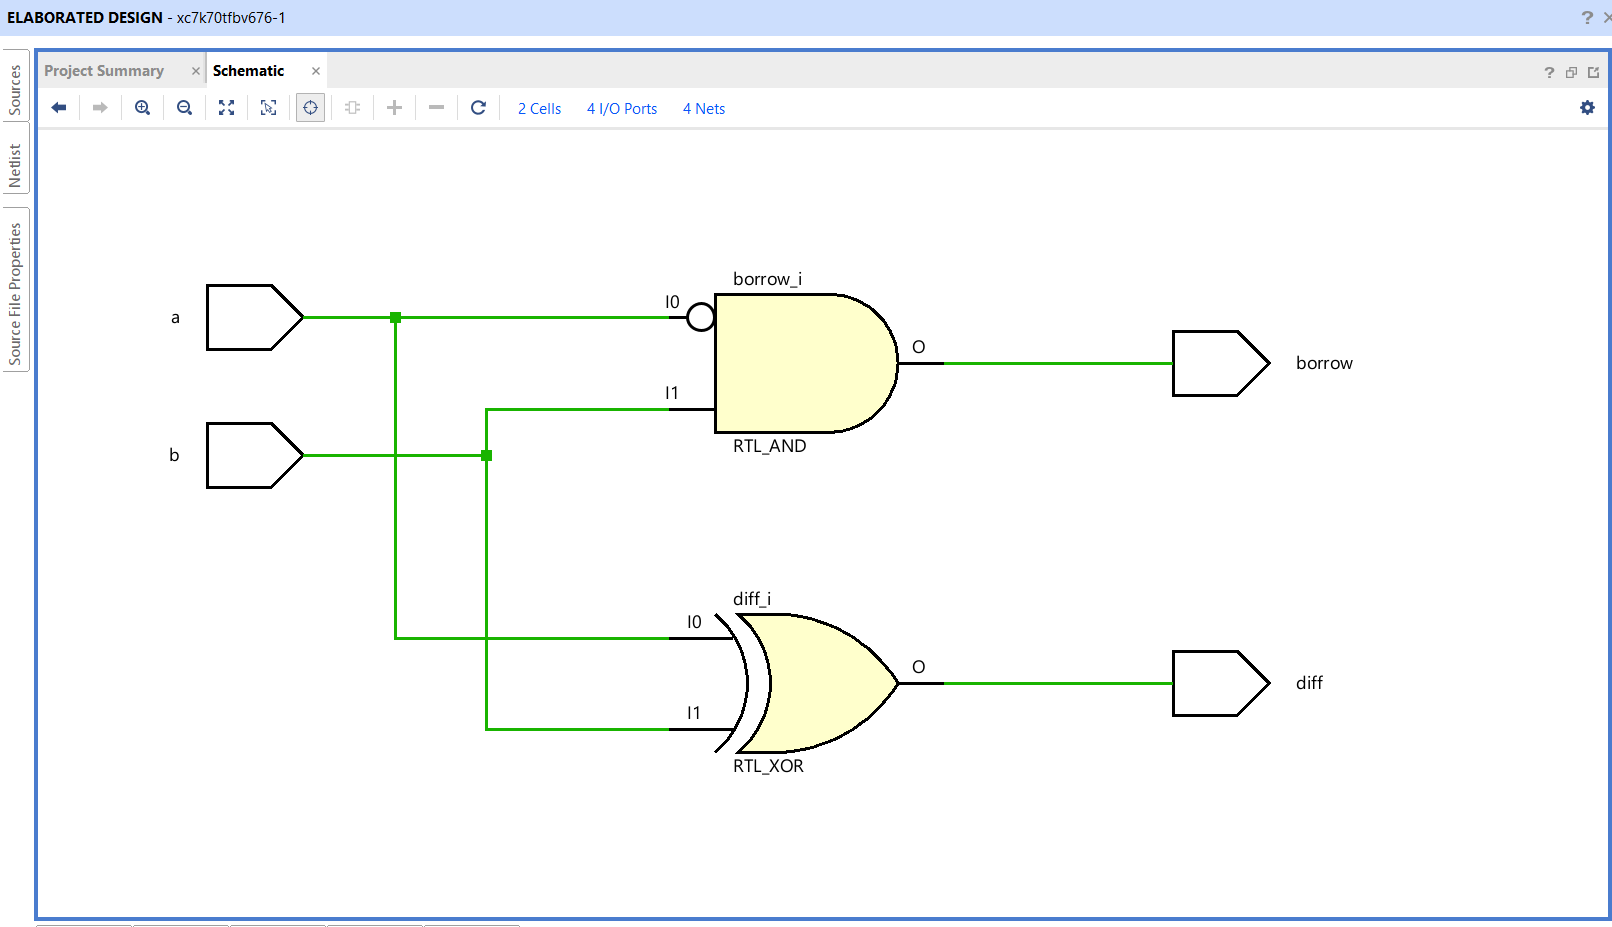 ELABORATED DESIGN - xc7k70tfbv676-1
?
Sources
Netlist
Source File Properties
Project Summary
Schematic
?
2 Cells
4 I/O Ports
4 Nets
borrow_i
I0
a
O
borrow
I1
RTL_AND
b
diff_i
I0
O
diff
I1
RTL_XOR